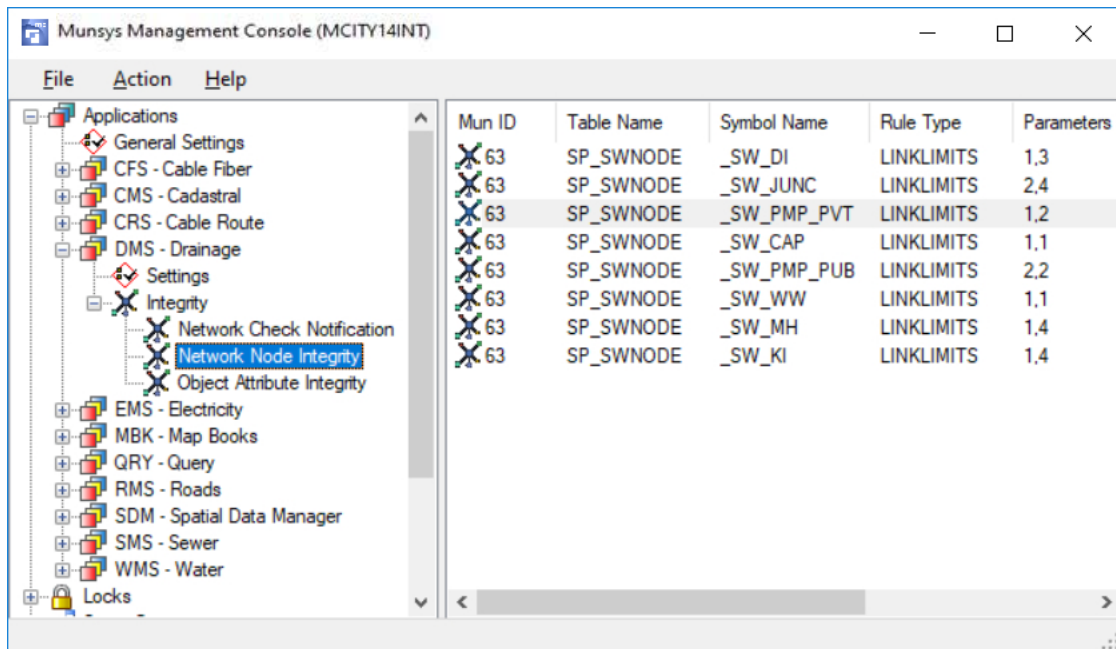 Munsys Management Console (MCITY14INT)
File Action Help
Applications
General Settings
CFS - Cable Fiber
CMS - Cadastral
CRS - Cable Route
DMS - Drainage
Settings
Integrity
Network Check Notification
Network Node Integrity
Object Attribute Integrity
EMS - Electricity
MBK - Map Books
QRY - Query
RMS - Roads
SDM - Spatial Data Manager
SMS - Sewer
WMS - Water
Locks
Mun ID Table Name Symbol Name Rule Type Parameters
63 SP_SWNODE _SW_DI LINKLIMITS 1,3
63 SP_SWNODE _SW_JUNC LINKLIMITS 2,4
63 SP_SWNODE _SW_PMP_PVT LINKLIMITS 1,2
63 SP_SWNODE _SW_CAP LINKLIMITS 1,1
63 SP_SWNODE _SW_PMP_PUB LINKLIMITS 2,2
63 SP_SWNODE _SW_WW LINKLIMITS 1,1
63 SP_SWNODE _SW_MH LINKLIMITS 1,4
63 SP_SWNODE _SW_KI LINKLIMITS 1,4